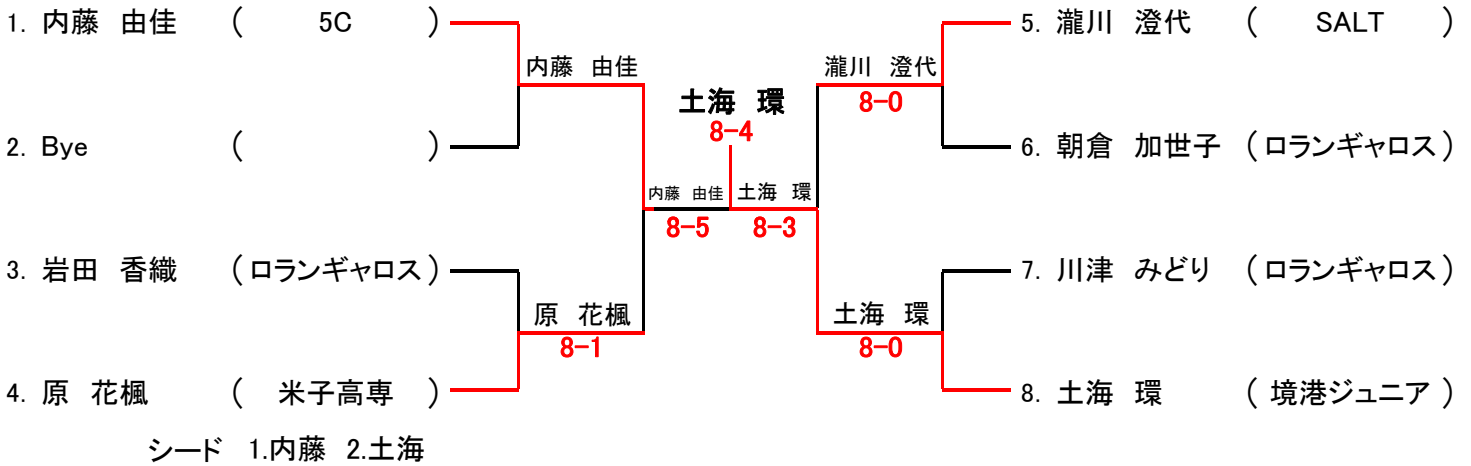 1. 内藤 由佳 ( 5C )
5. 瀧川 澄代 ( SALT )
内藤 由佳
瀧川 澄代
土海 環
8-0
8-4
2. Bye ( )
6. 朝倉 加世子 (ロランギャロス)
内藤 由佳
土海 環
8-5
8-3
3. 岩田 香織 (ロランギャロス)
7. 川津 みどり (ロランギャロス)
原 花楓
土海 環
8-1
8-0
4. 原 花楓 ( 米子高専 )
8. 土海 環 ( 境港ジュニア )
シード 1.内藤 2.土海